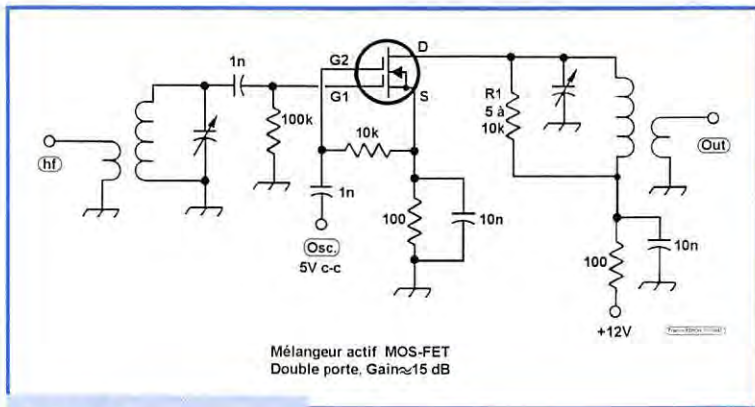 1n
G2
D
G1
S
R1
5 à
10k
100k
10k
hf
Out
1n
100
10n
Osc.
5V c-c
100
10n
+12V
Mélangeur actif MOS-FET
Double porte, Gain≈15 dB